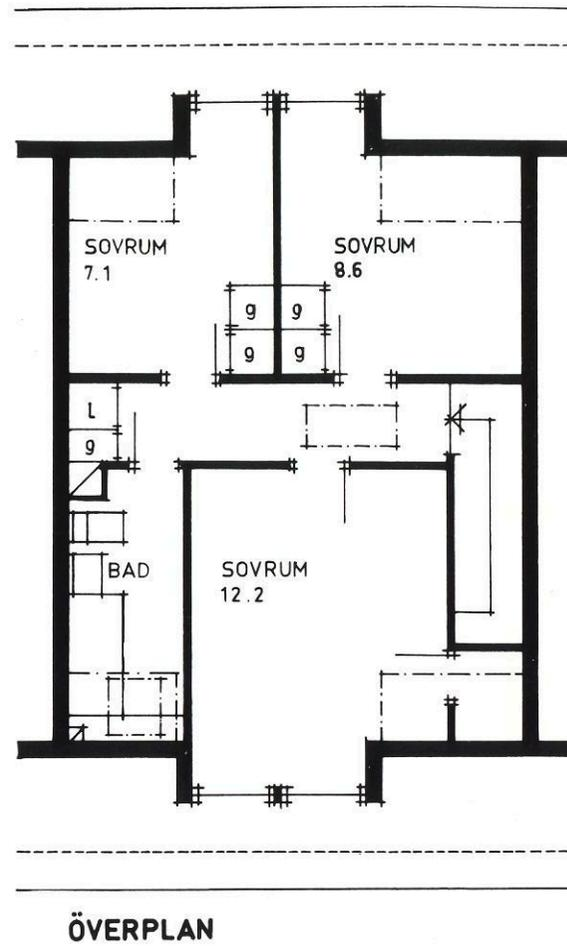 SOVRUM
7.1
SOVRUM
8.6
g g
g g
L
g
BAD
SOVRUM
12.2
ÖVERPLAN